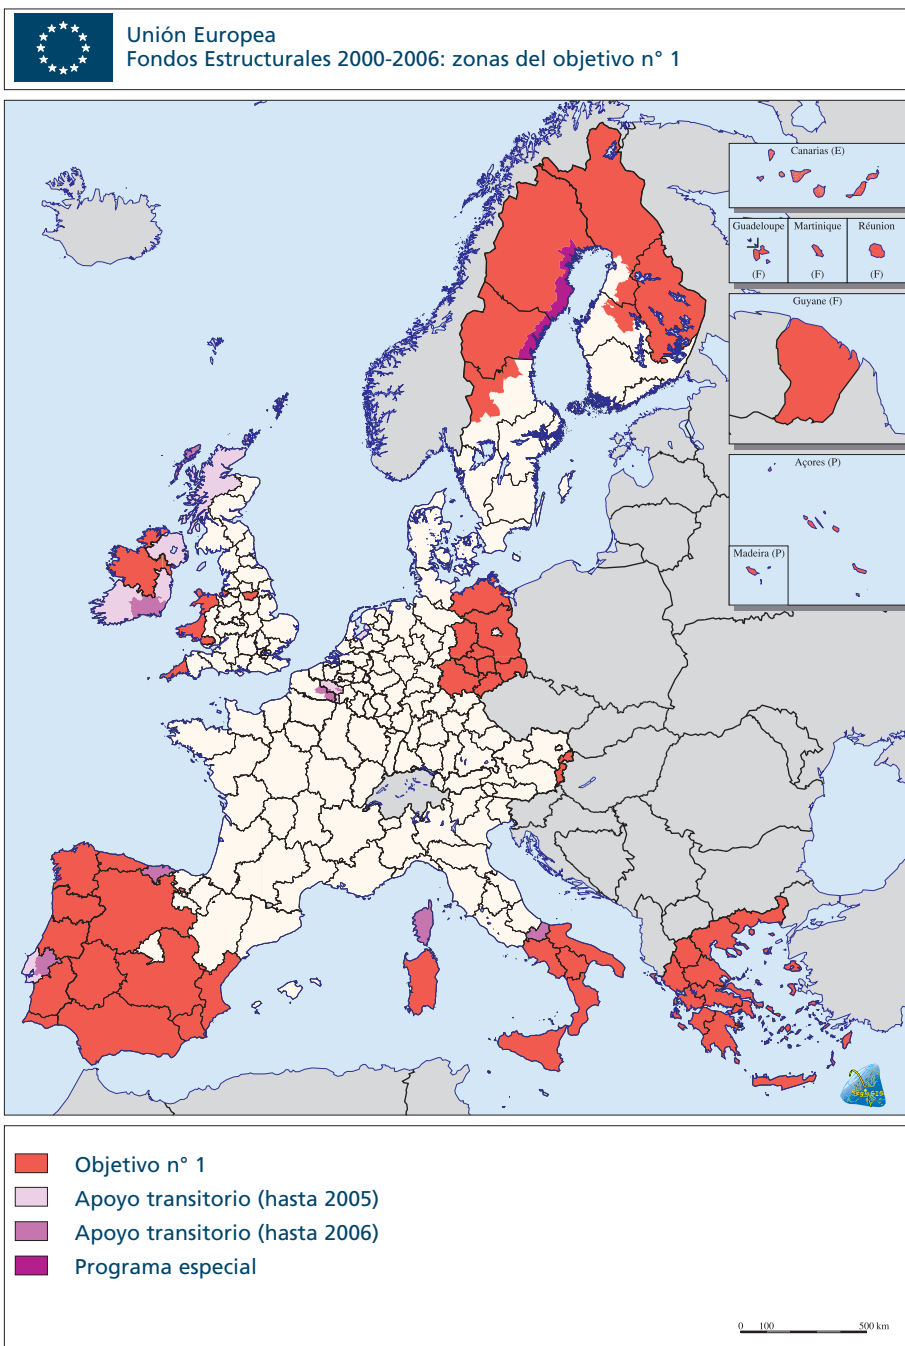 Unión Europea
Fondos Estructurales 2000-2006: zonas del objetivo n° 1
Canarias (E)
Guadeloupe
(F)
Martinique
(F)
Réunion
(F)
Guyane (F)
Açores (P)
Madeira (P)
Objetivo n° 1
Apoyo transitorio (hasta 2005)
Apoyo transitorio (hasta 2006)
Programa especial
0 100 500 km